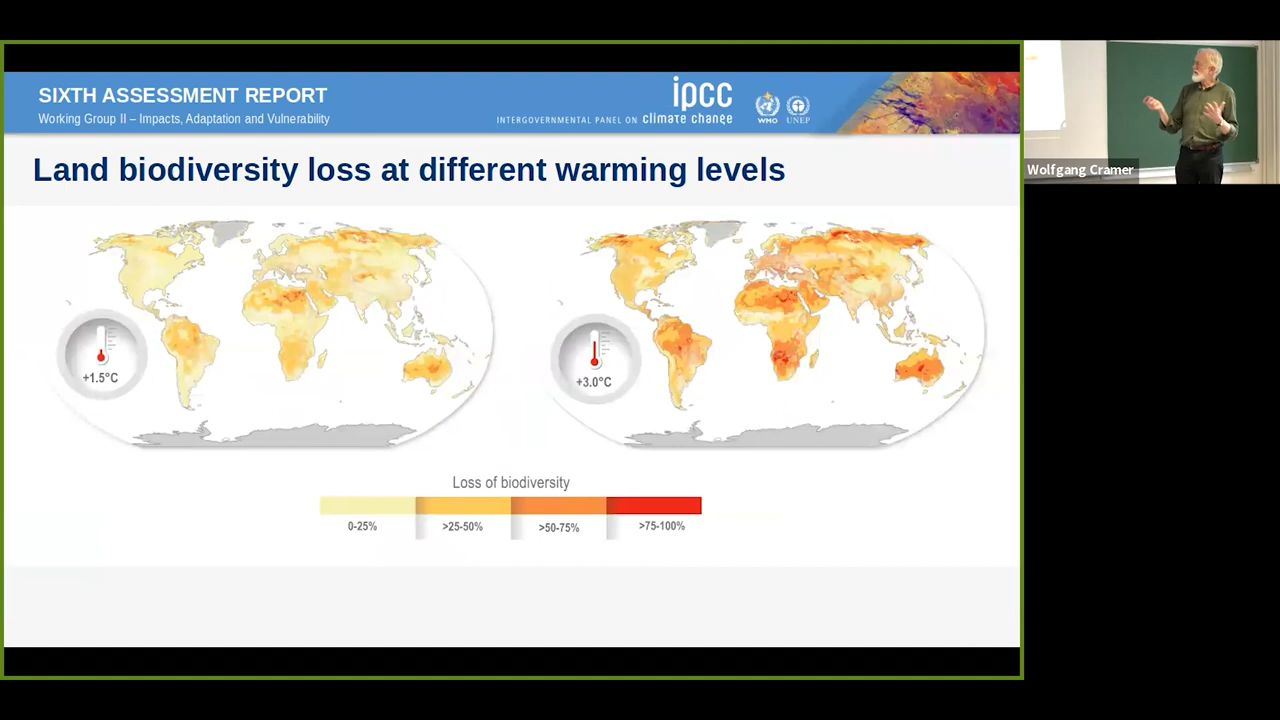 SIXTH ASSESSMENT REPORT
Working Group II – Impacts, Adaptation and Vulnerability
ipcc
INTERGOVERNMENTAL PANEL ON climate change
WMO
UNEP
Wolfgang Cramer
Land biodiversity loss at different warming levels
+1.5°C
+3.0°C
Loss of biodiversity
0-25%
>25-50%
>50-75%
>75-100%